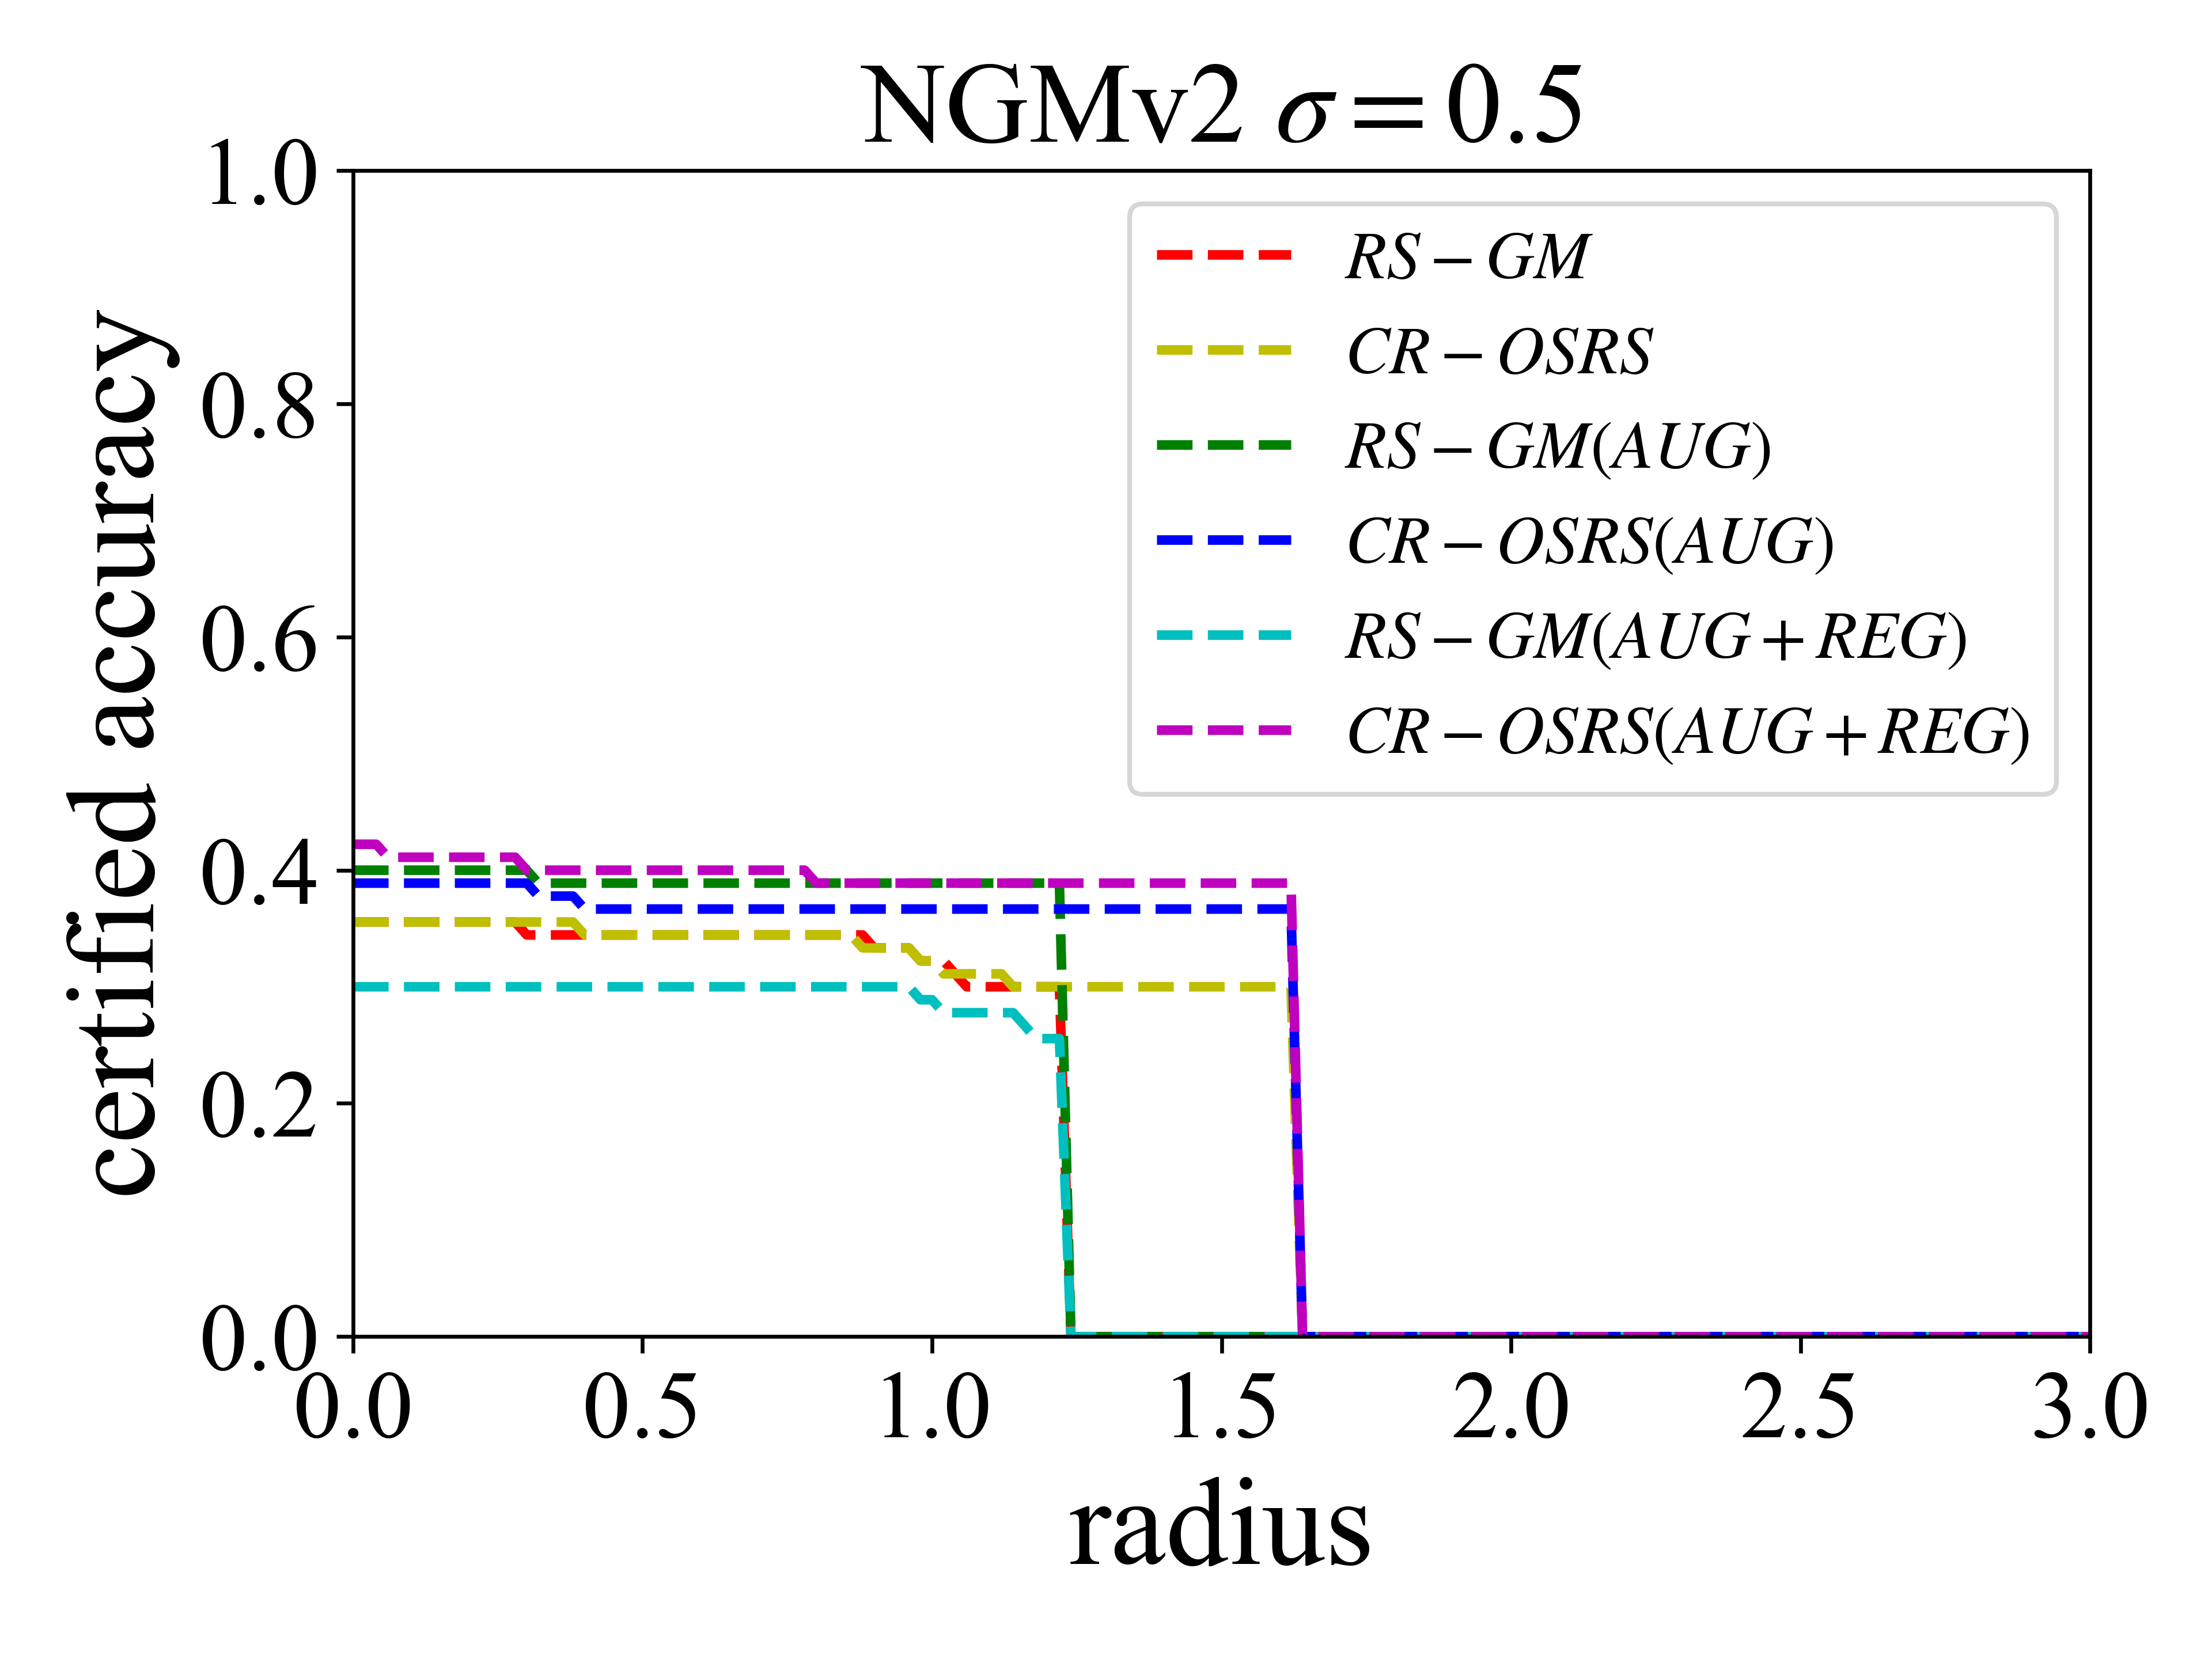 NGMv2 σ = 0.5
certified accuracy
1.0
0.8
0.6
0.4
0.2
0.0
RS − GM
CR − OSRS
RS − GM(AUG)
CR − OSRS(AUG)
RS − GM(AUG + REG)
CR − OSRS(AUG + REG)
0.0 0.5 1.0 1.5 2.0 2.5 3.0
radius